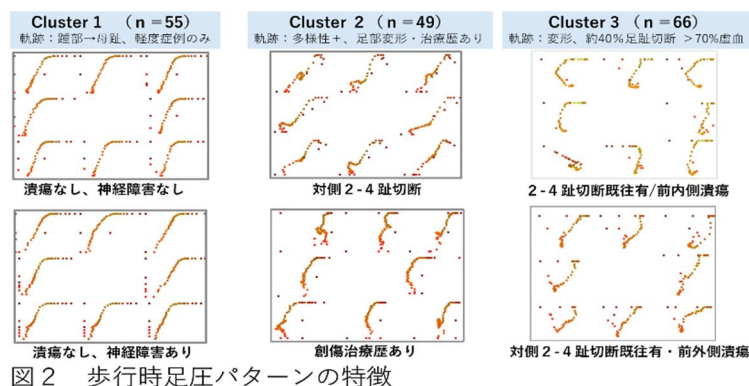 Cluster 1 （n=55）
軌跡：踵部→母趾、軽度症例のみ
Cluster 2（n=49）
軌跡：多様性+、足部変形・治療歴あり
Cluster 3（n=66）
軌跡：変形、約40%足趾切断 >70%虚血
潰瘍なし、神経障害なし
対側2-4趾切断
2-4趾切断既往有/前内側潰瘍
潰瘍なし、神経障害あり
創傷治療歴あり
対側2-4趾切断既往有・前外側潰瘍
図2　歩行時足圧パターンの特徴